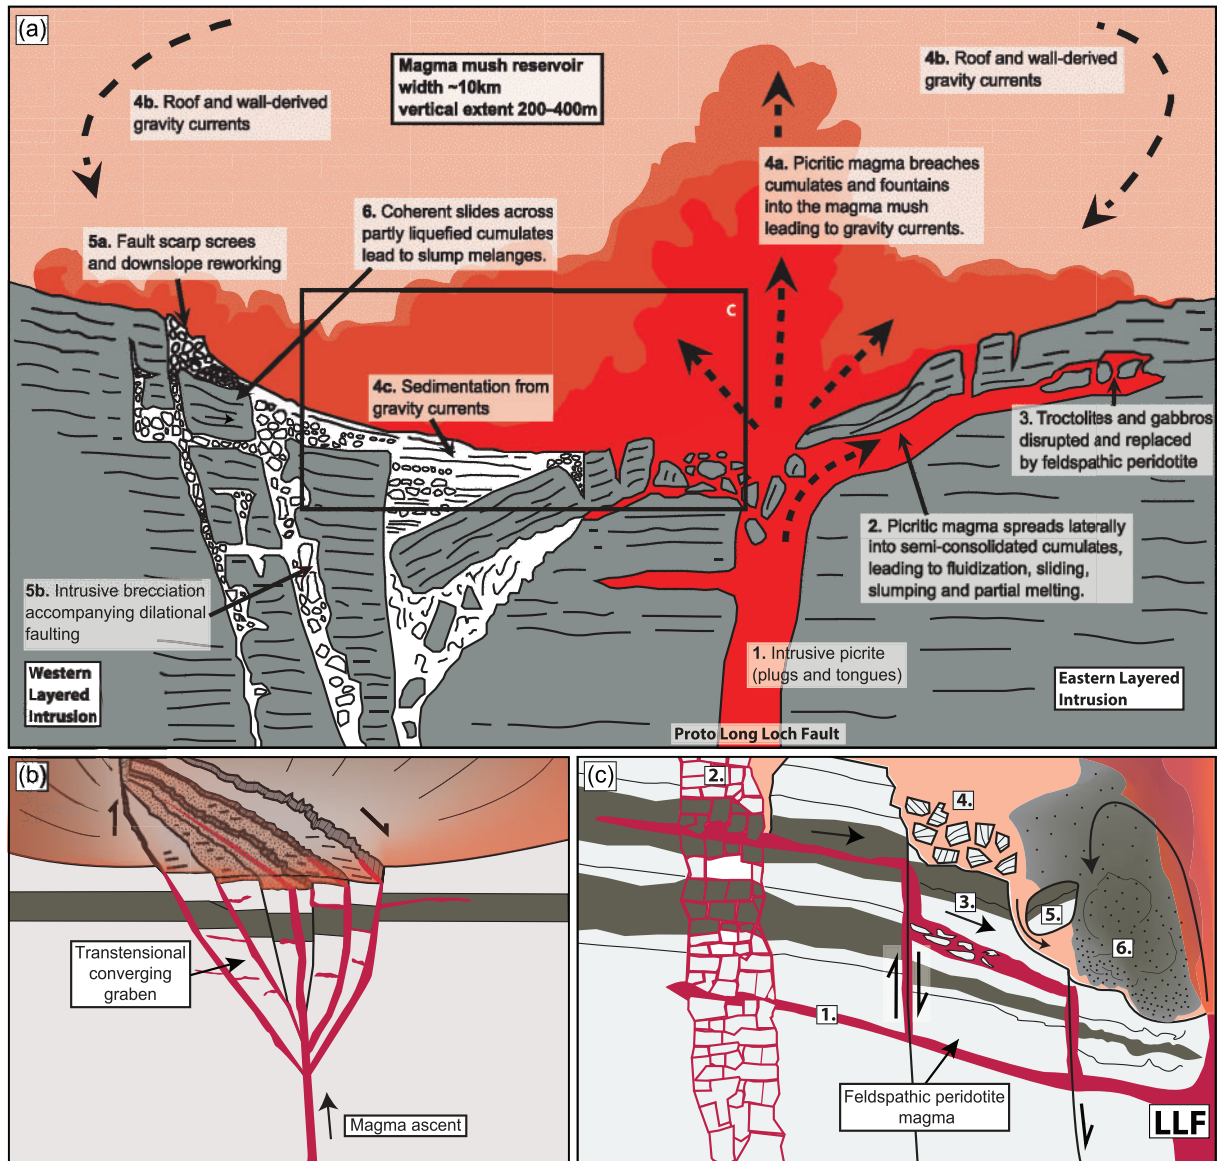 (a)
Magma mush reservoir
width ~10km
vertical extent 200–400m
4b. Roof and wall-derived
gravity currents
4b. Roof and wall-derived
gravity currents
4a. Picritic magma breaches
cumulates and fountains
into the magma mush
leading to gravity currents.
6. Coherent slides across
partly liquefied cumulates
lead to slump melanges.
5a. Fault scarp screes
and downslope reworking
C
4c. Sedimentation from
gravity currents
3. Troctolites and gabbros
disrupted and replaced
by feldspathic peridotite
2. Picritic magma spreads laterally
into semi-consolidated cumulates,
leading to fluidization, sliding,
slumping and partial melting.
5b. Intrusive brecciation
accompanying dilational
faulting
1. Intrusive picrite
(plugs and tongues)
Western
Layered
Intrusion
Eastern Layered
Intrusion
Proto Long Loch Fault
(b)
Transtensional
converging
graben
Magma ascent
(c)
2.
4.
3.
5.
6.
1.
Feldspathic peridotite
magma
LLF